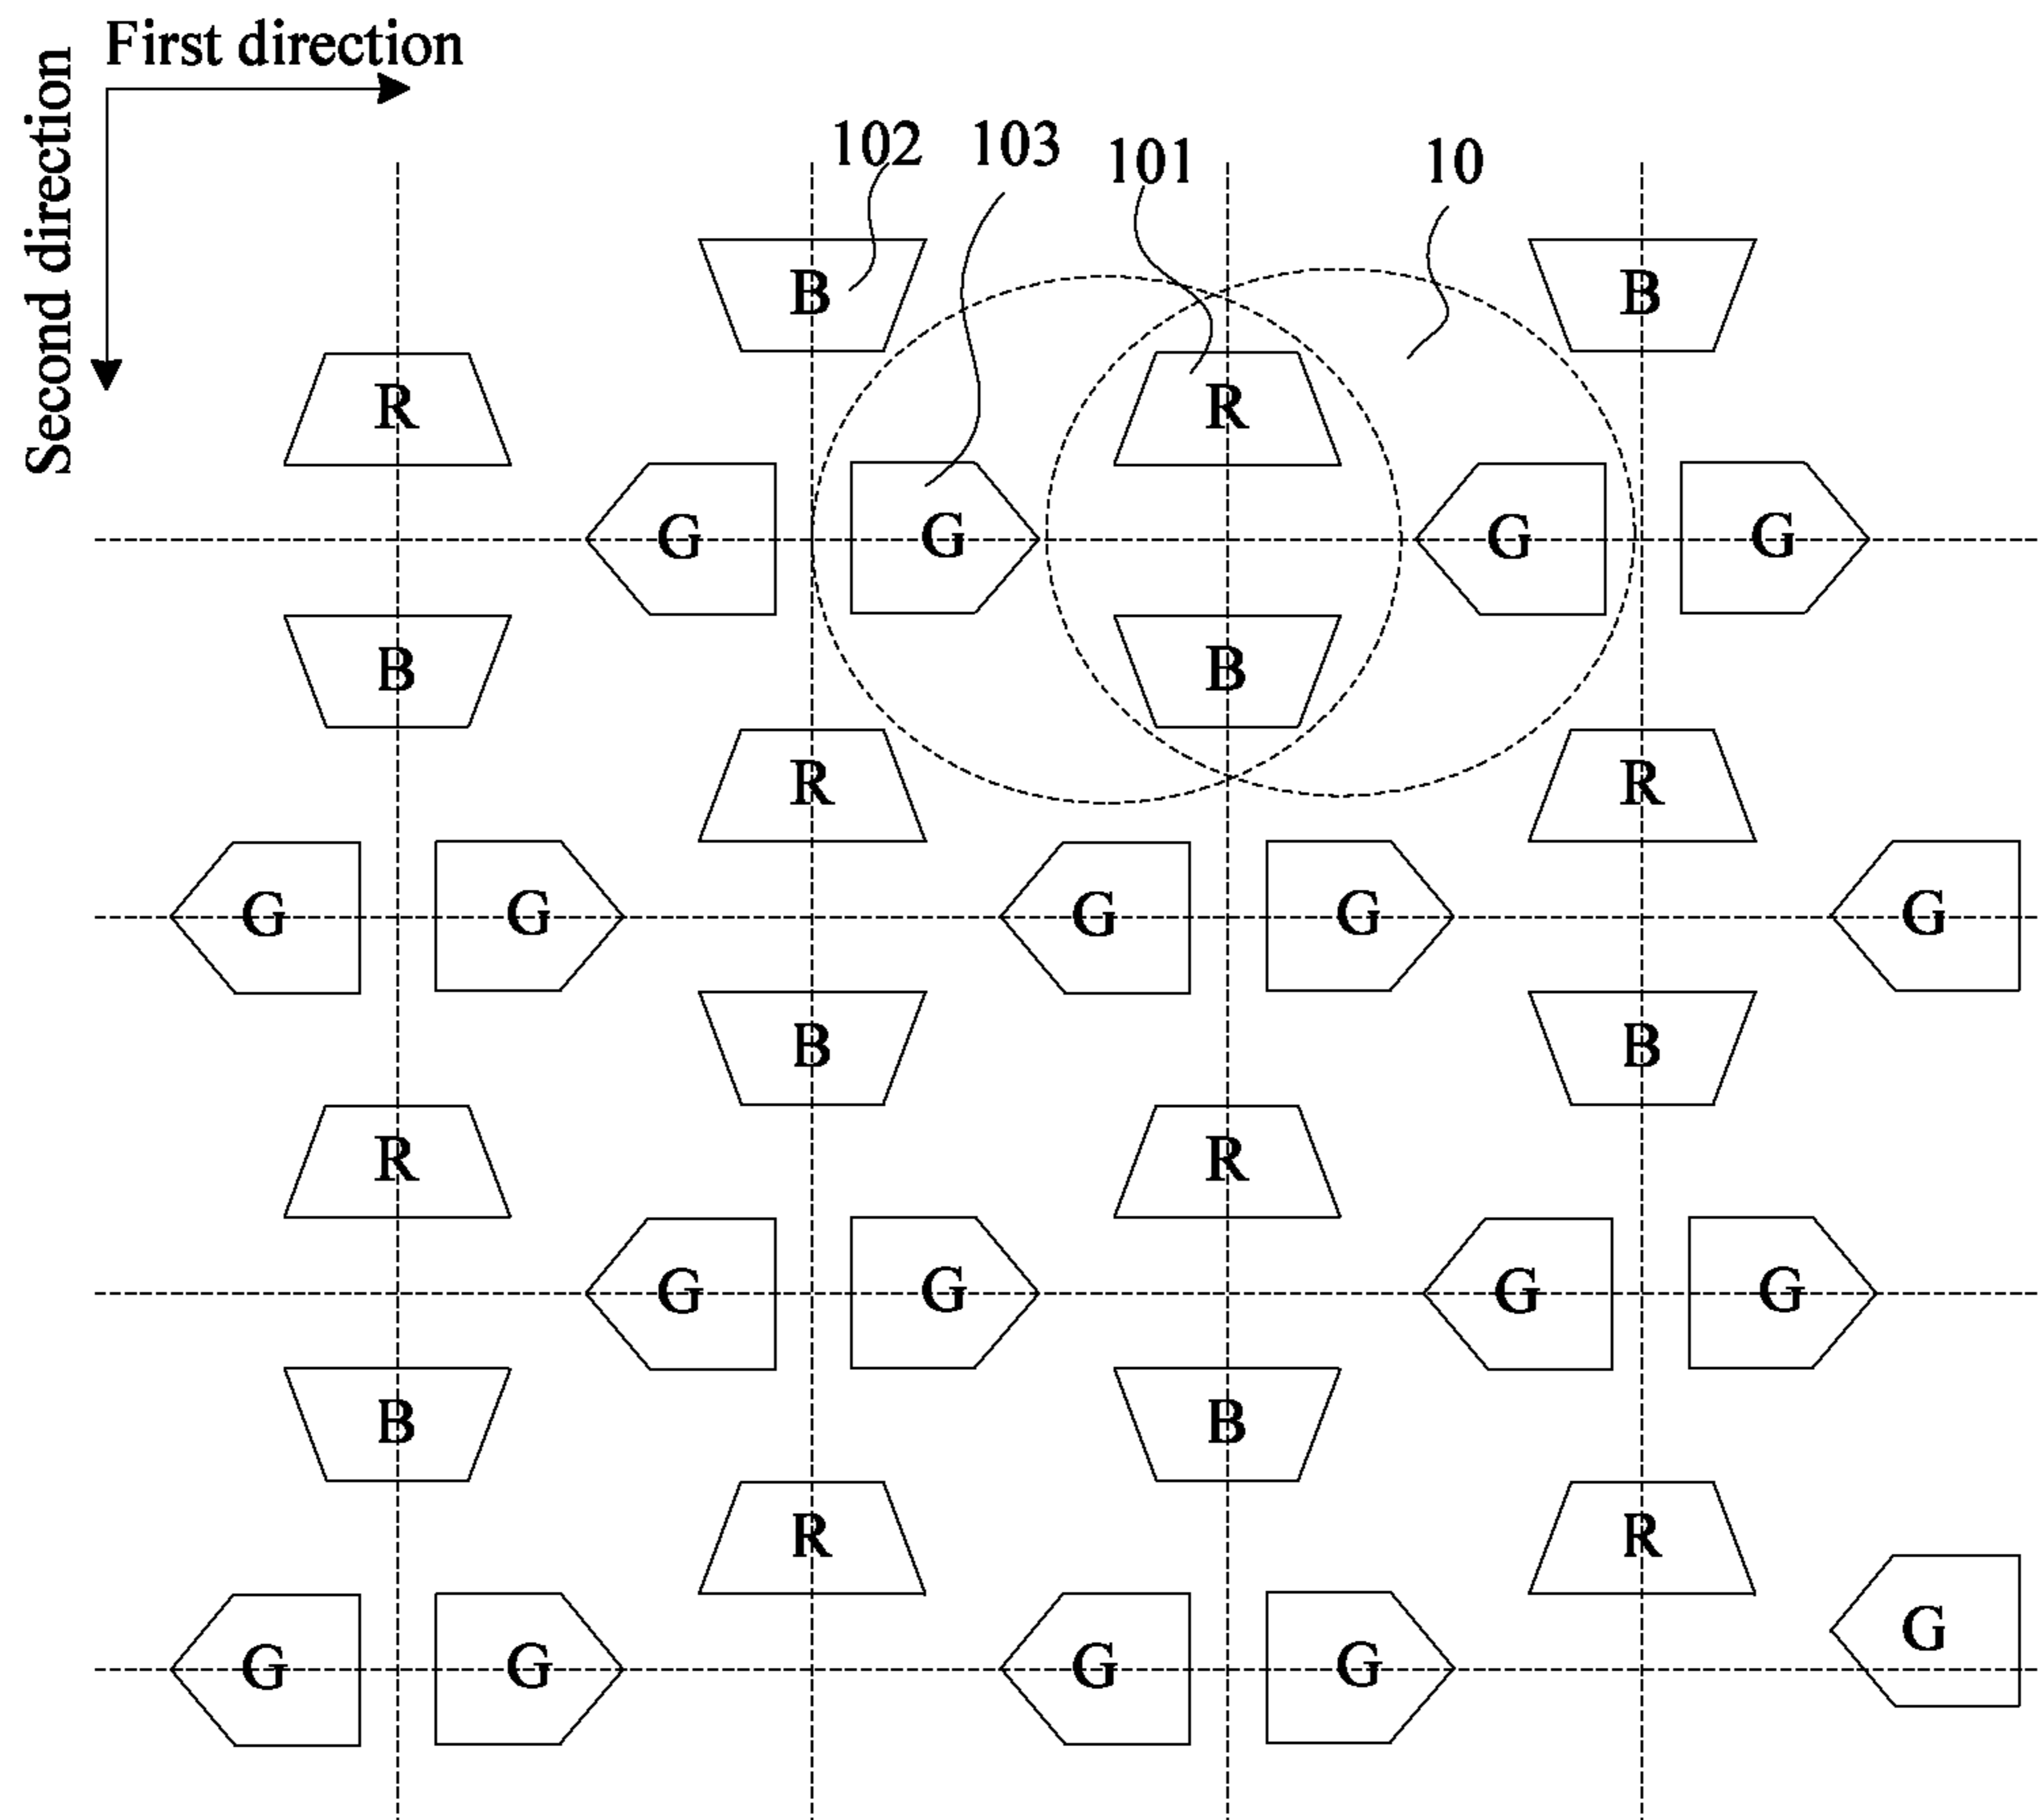 First direction
Second direction
102 103 101 10
B B
R R
G G G G
B B
R R
G G G G G
B B
R R
G G G G
B B
R R
G
G G G G